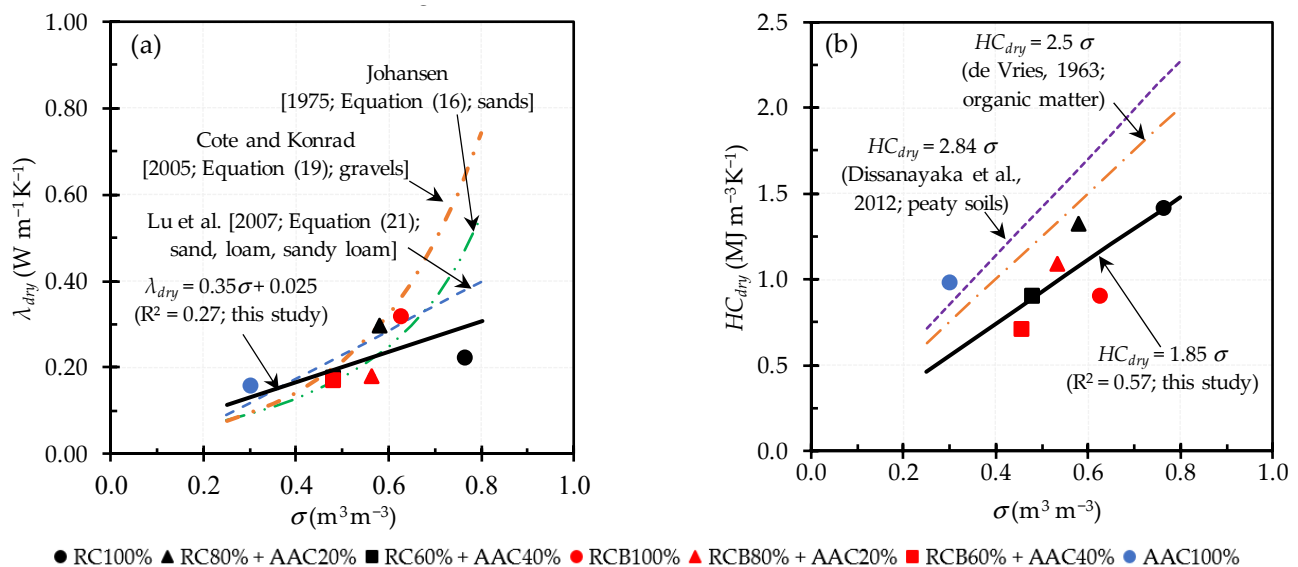 (a)
Johansen
[1975; Equation (16); sands]
Cote and Konrad
[2005; Equation (19); gravels]
Lu et al. [2007; Equation (21);
sand, loam, sandy loam]
λdry = 0.35σ+ 0.025
(R² = 0.27; this study)
λdry (W m⁻¹K⁻¹)
1.00
0.80
0.60
0.40
0.20
0.00
0.0 0.2 0.4 0.6 0.8 1.0
σ (m³ m⁻³)
(b)
HCdry = 2.5 σ
(de Vries, 1963;
organic matter)
HCdry = 2.84 σ
(Dissanayaka et al.,
2012; peaty soils)
HCdry = 1.85 σ
(R² = 0.57; this study)
HCdry (MJ m⁻³K⁻¹)
2.5
2.0
1.5
1.0
0.5
0.0
0.0 0.2 0.4 0.6 0.8 1.0
σ (m³ m⁻³)
RC100% RC80% + AAC20% RC60% + AAC40% RCB100% RCB80% + AAC20% RCB60% + AAC40% AAC100%